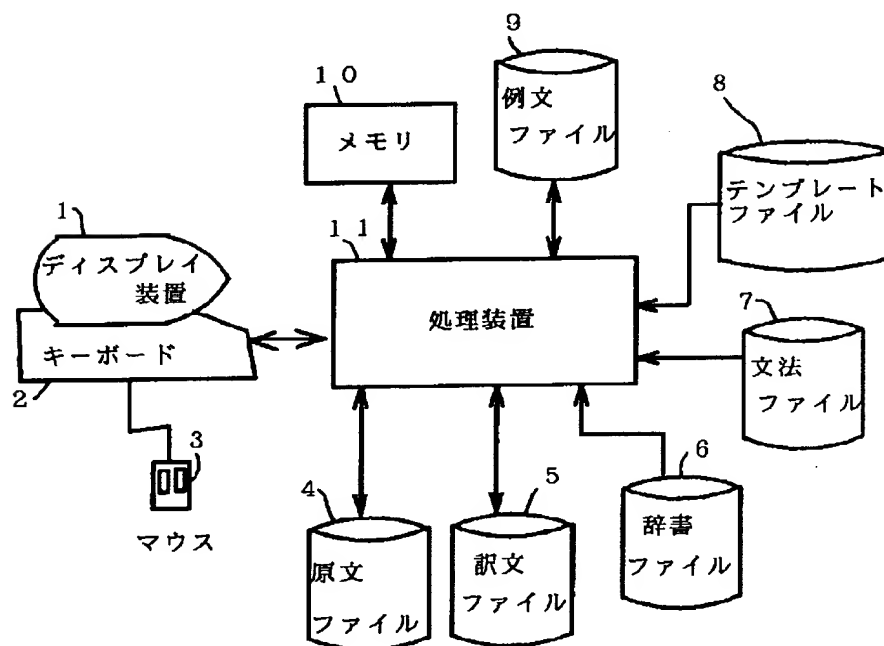 9
例文
ファイル
10
メモリ
8
テンプレート
ファイル
1
ディスプレイ
装置
11
処理装置
7
文法
ファイル
キーボード
2
3
マウス
4
原文
ファイル
5
訳文
ファイル
6
辞書
ファイル